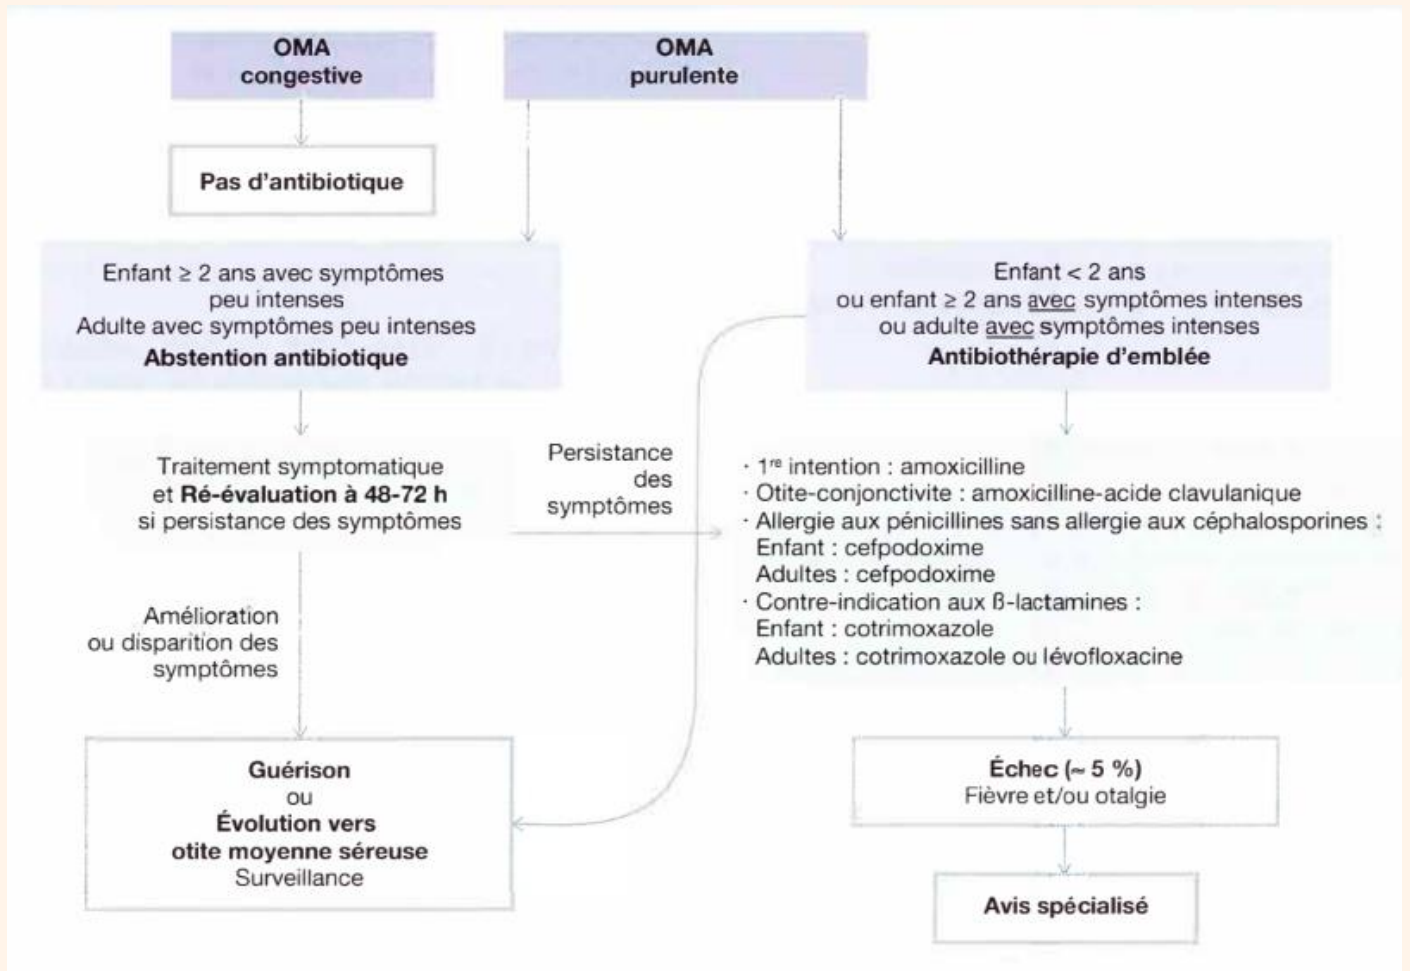 OMA
congestive
OMA
purulente
Pas d'antibiotique
Enfant ≥ 2 ans avec symptômes
peu intenses
Adulte avec symptômes peu intenses
Abstention antibiotique
Enfant < 2 ans
ou enfant ≥ 2 ans avec symptômes intenses
ou adulte avec symptômes intenses
Antibiothérapie d'emblée
Traitement symptomatique
et Ré-évaluation à 48-72 h
si persistance des symptômes
Persistance
des
symptômes
· 1re intention : amoxicilline
· Otite-conjonctivite : amoxicilline-acide clavulanique
· Allergie aux pénicillines sans allergie aux céphalosporines :
Enfant : cefpodoxime
Adultes : cefpodoxime
· Contre-indication aux ß-lactamines :
Enfant : cotrimoxazole
Adultes : cotrimoxazole ou lévofloxacine
Amélioration
ou disparition des
symptômes
Guérison
ou
Évolution vers
otite moyenne séreuse
Surveillance
Échec (~ 5 %)
Fièvre et/ou otalgie
Avis spécialisé